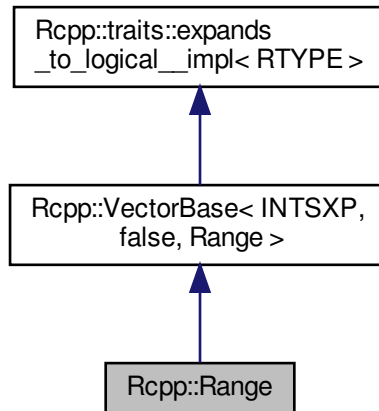 Rcpp::traits::expands
_to_logical__impl< RTYPE >
Rcpp::VectorBase< INTSXP,
false, Range >
Rcpp::Range